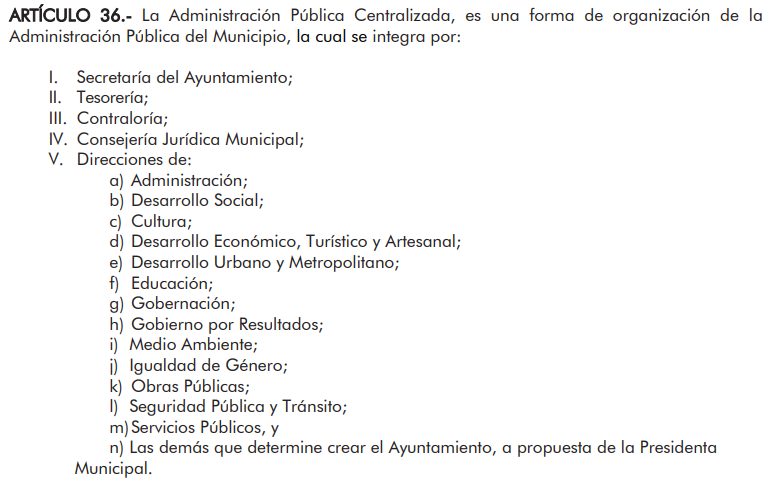 ARTÍCULO 36.- La Administración Pública Centralizada, es una forma de organización de la
Administración Pública del Municipio, la cual se integra por:
I. Secretaría del Ayuntamiento;
II. Tesorería;
III. Contraloría;
IV. Consejería Jurídica Municipal;
V. Direcciones de:
a) Administración;
b) Desarrollo Social;
c) Cultura;
d) Desarrollo Económico, Turístico y Artesanal;
e) Desarrollo Urbano y Metropolitano;
f) Educación;
g) Gobernación;
h) Gobierno por Resultados;
i) Medio Ambiente;
j) Igualdad de Género;
k) Obras Públicas;
l) Seguridad Pública y Tránsito;
m) Servicios Públicos, y
n) Las demás que determine crear el Ayuntamiento, a propuesta de la Presidenta
Municipal.